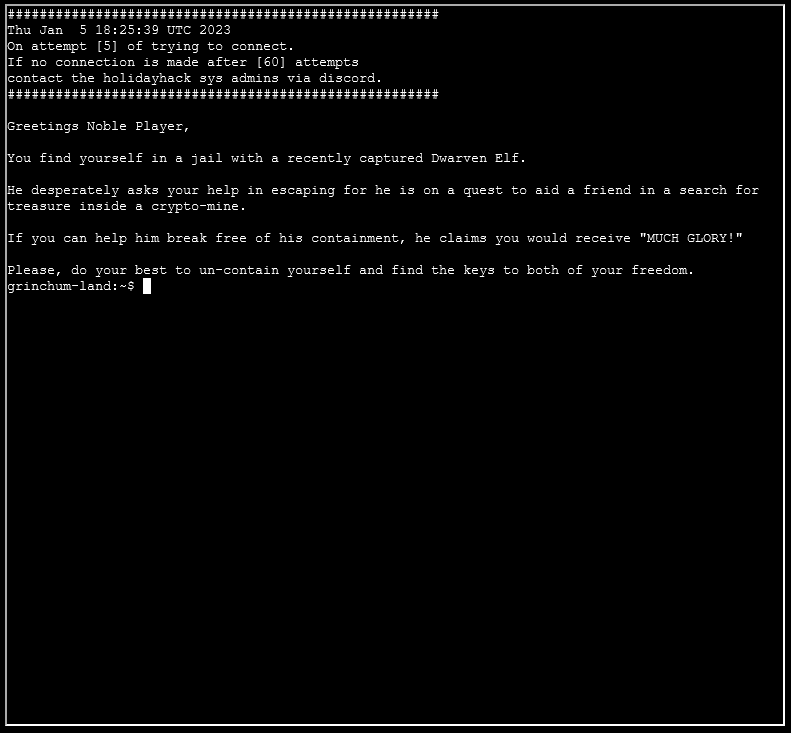 ######################################################
Thu Jan  5 18:25:39 UTC 2023
On attempt [5] of trying to connect.
If no connection is made after [60] attempts
contact the holidayhack sys admins via discord.
######################################################
Greetings Noble Player,
You find yourself in a jail with a recently captured Dwarven Elf.
He desperately asks your help in escaping for he is on a quest to aid a friend in a search for
treasure inside a crypto-mine.
If you can help him break free of his containment, he claims you would receive "MUCH GLORY!"
Please, do your best to un-contain yourself and find the keys to both of your freedom.
grinchum-land:~$